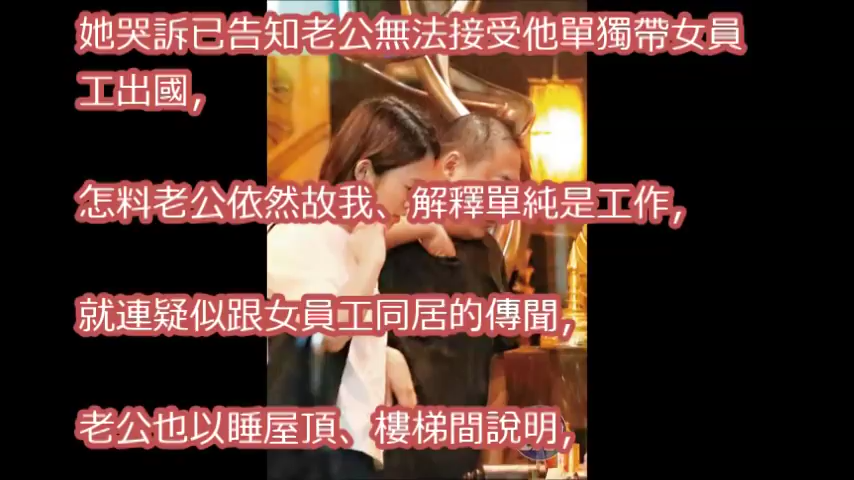 她哭訴已告知老公無法接受他單獨帶女員
工出國，
怎料老公依然故我、解釋單純是工作，
就連疑似跟女員工同居的傳聞，
老公也以睡屋頂、樓梯間說明，